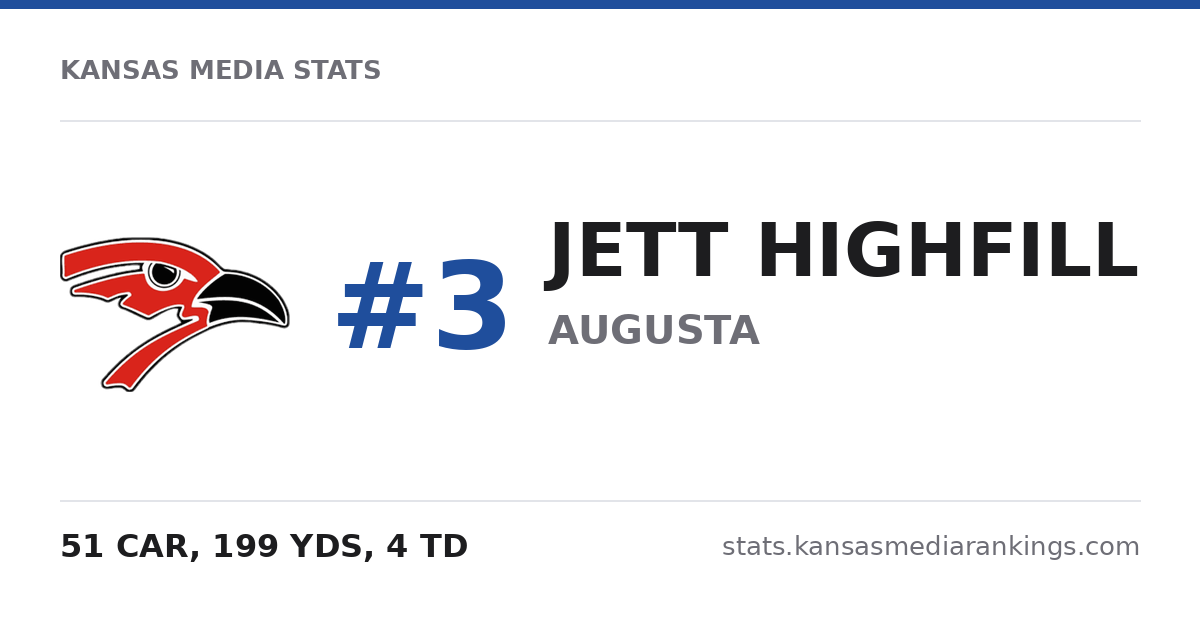 KANSAS MEDIA STATS
#3
JETT HIGHFILL
AUGUSTA
51 CAR, 199 YDS, 4 TD
stats.kansasmediarankings.com